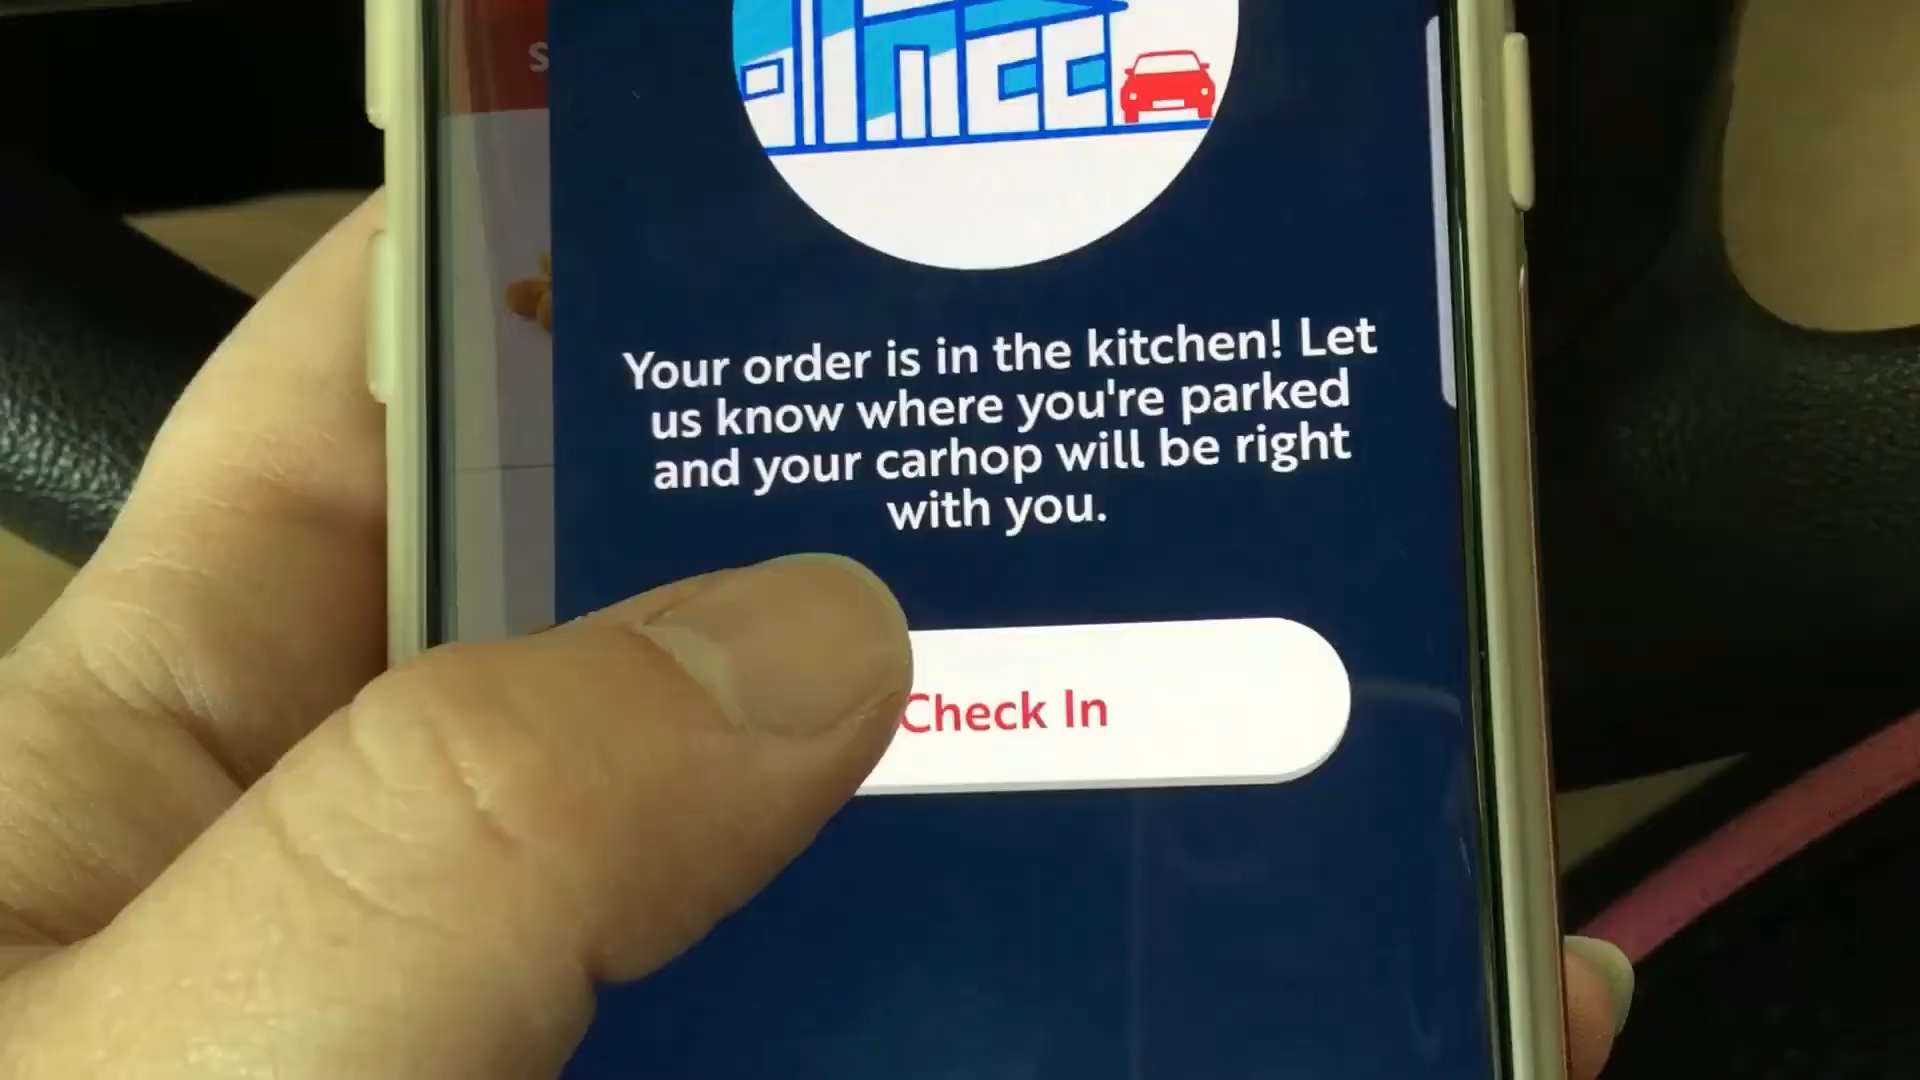 S
Your order is in the kitchen! Let
us know where you're parked
and your carhop will be right
with you.
Check In